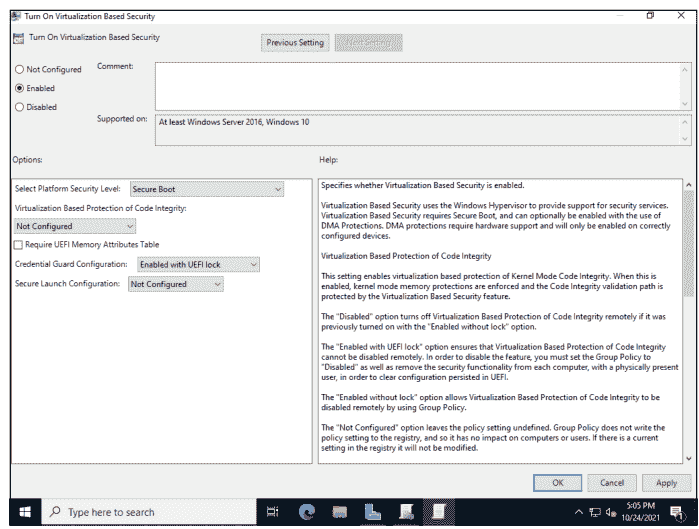 Turn On Virtualization Based Security
Turn On Virtualization Based Security
Previous Setting
Next Setting
Not Configured
Comment:
Enabled
Disabled
Supported on:
At least Windows Server 2016, Windows 10
Options:
Help:
Select Platform Security Level:
Secure Boot
Virtualization Based Protection of Code Integrity:
Not Configured
Require UEFI Memory Attributes Table
Credential Guard Configuration:
Enabled with UEFI lock
Secure Launch Configuration:
Not Configured
Specifies whether Virtualization Based Security is enabled.
Virtualization Based Security uses the Windows Hypervisor to provide support for security services.
Virtualization Based Security requires Secure Boot, and can optionally be enabled with the use of
DMA Protections. DMA protections require hardware support and will only be enabled on correctly
configured devices.
Virtualization Based Protection of Code Integrity
This setting enables virtualization based protection of Kernel Mode Code Integrity. When this is
enabled, kernel mode memory protections are enforced and the Code Integrity validation path is
protected by the Virtualization Based Security feature.
The "Disabled" option turns off Virtualization Based Protection of Code Integrity remotely if it was
previously turned on with the "Enabled without lock" option.
The "Enabled with UEFI lock" option ensures that Virtualization Based Protection of Code Integrity
cannot be disabled remotely. In order to disable the feature, you must set the Group Policy to
"Disabled" as well as remove the security functionality from each computer, with a physically present
user, in order to clear configuration persisted in UEFI.
The "Enabled without lock" option allows Virtualization Based Protection of Code Integrity to be
disabled remotely by using Group Policy.
The "Not Configured" option leaves the policy setting undefined. Group Policy does not write the
policy setting to the registry, and so it has no impact on computers or users. If there is a current
setting in the registry it will not be modified.
OK
Cancel
Apply
Type here to search
5:05 PM
10/24/2021